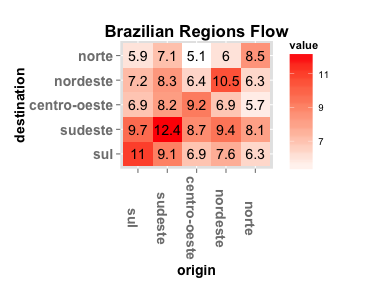 Brazilian Regions Flow
value
norte 5.9 7.1 5.1 6 8.5
nordeste 7.2 8.3 6.4 10.5 6.3
centro-oeste 6.9 8.2 9.2 6.9 5.7
sudeste 9.7 12.4 8.7 9.4 8.1
sul 11 9.1 6.9 7.6 6.3
destination
11
9
7
sul sudeste centro-oeste nordeste norte
origin